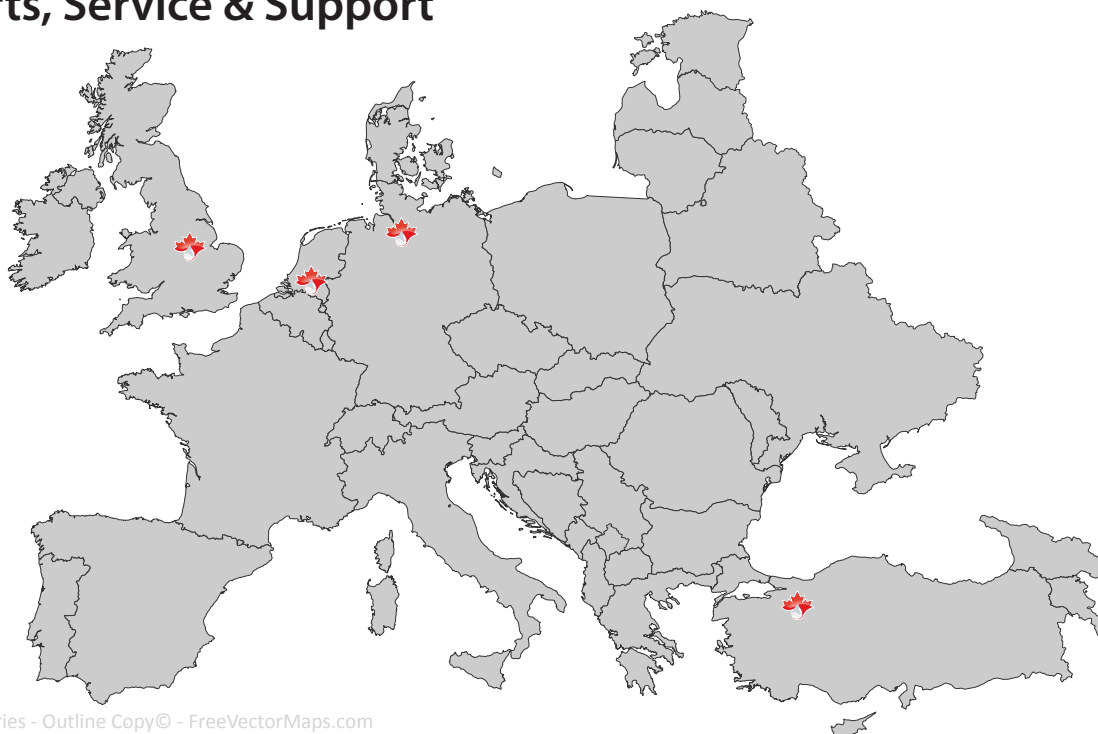 rts, Service & Support
ries - Outline Copy© - FreeVectorMaps.com